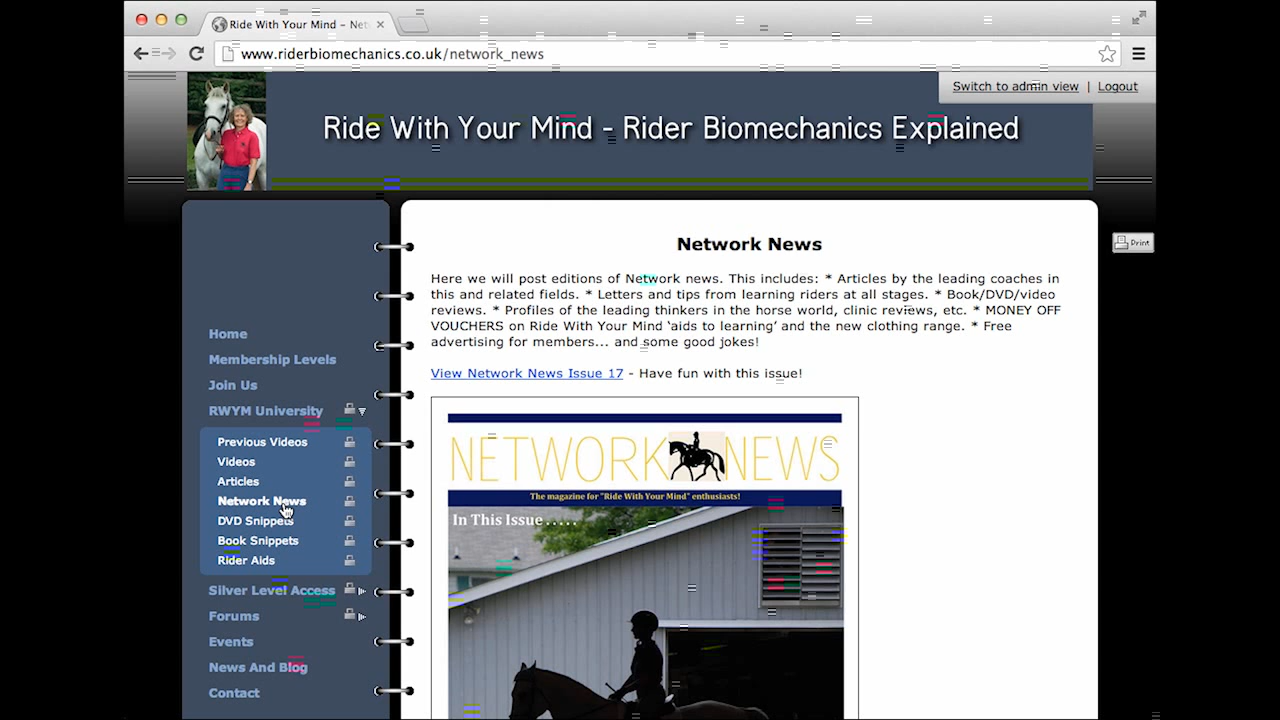 Ride With Your Mind – Net
www.riderbiomechanics.co.uk/network_news
Switch to admin view | Logout
Ride With Your Mind - Rider Biomechanics Explained
Print
Network News
Here we will post editions of Network news. This includes: * Articles by the leading coaches in
this and related fields. * Letters and tips from learning riders at all stages. * Book/DVD/video
reviews. * Profiles of the leading thinkers in the horse world, clinic reviews, etc. * MONEY OFF
VOUCHERS on Ride With Your Mind ‘aids to learning’ and the new clothing range. * Free
advertising for members... and some good jokes!
View Network News Issue 17 - Have fun with this issue!
Home
Membership Levels
Join Us
RWYM University
Previous Videos
Videos
Articles
Network News
DVD Snippets
Book Snippets
Rider Aids
Silver Level Access
Forums
Events
News And Blog
Contact
NETWORK NEWS
The magazine for "Ride With Your Mind" enthusiasts!
In This Issue . . . . .